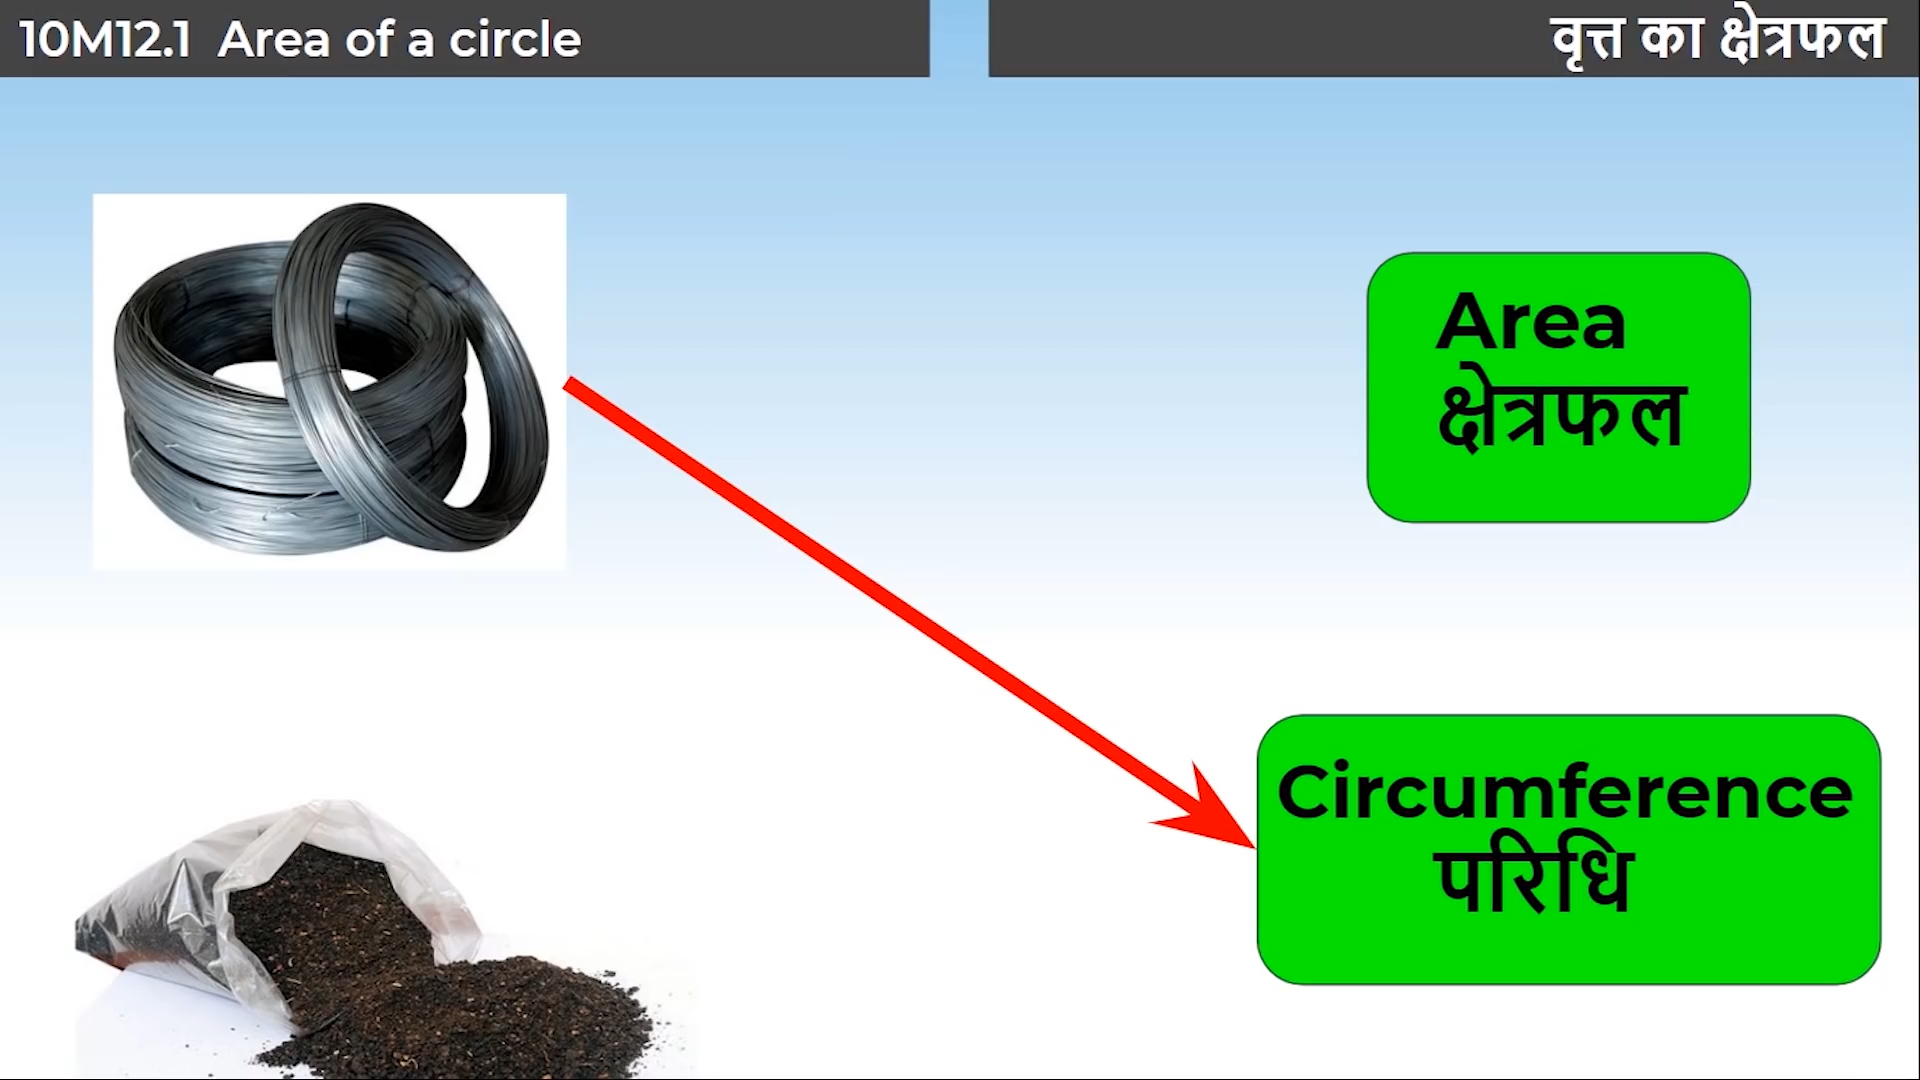 10M12.1 Area of a circle
वृत्त का क्षेत्रफल
Area
क्षेत्रफल
Circumference
परिधि